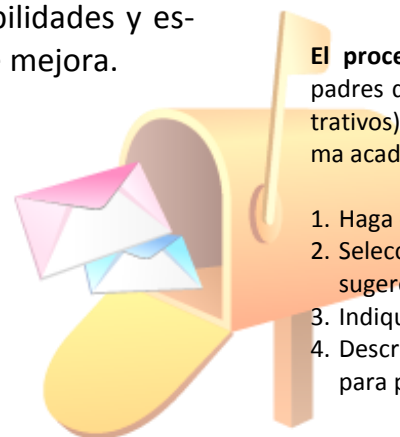 bilidades y es-
mejora.
El proce
padres d
trativos)
ma acad
1. Haga
2. Selecc
sugere
3. Indiqu
4. Descr
para p